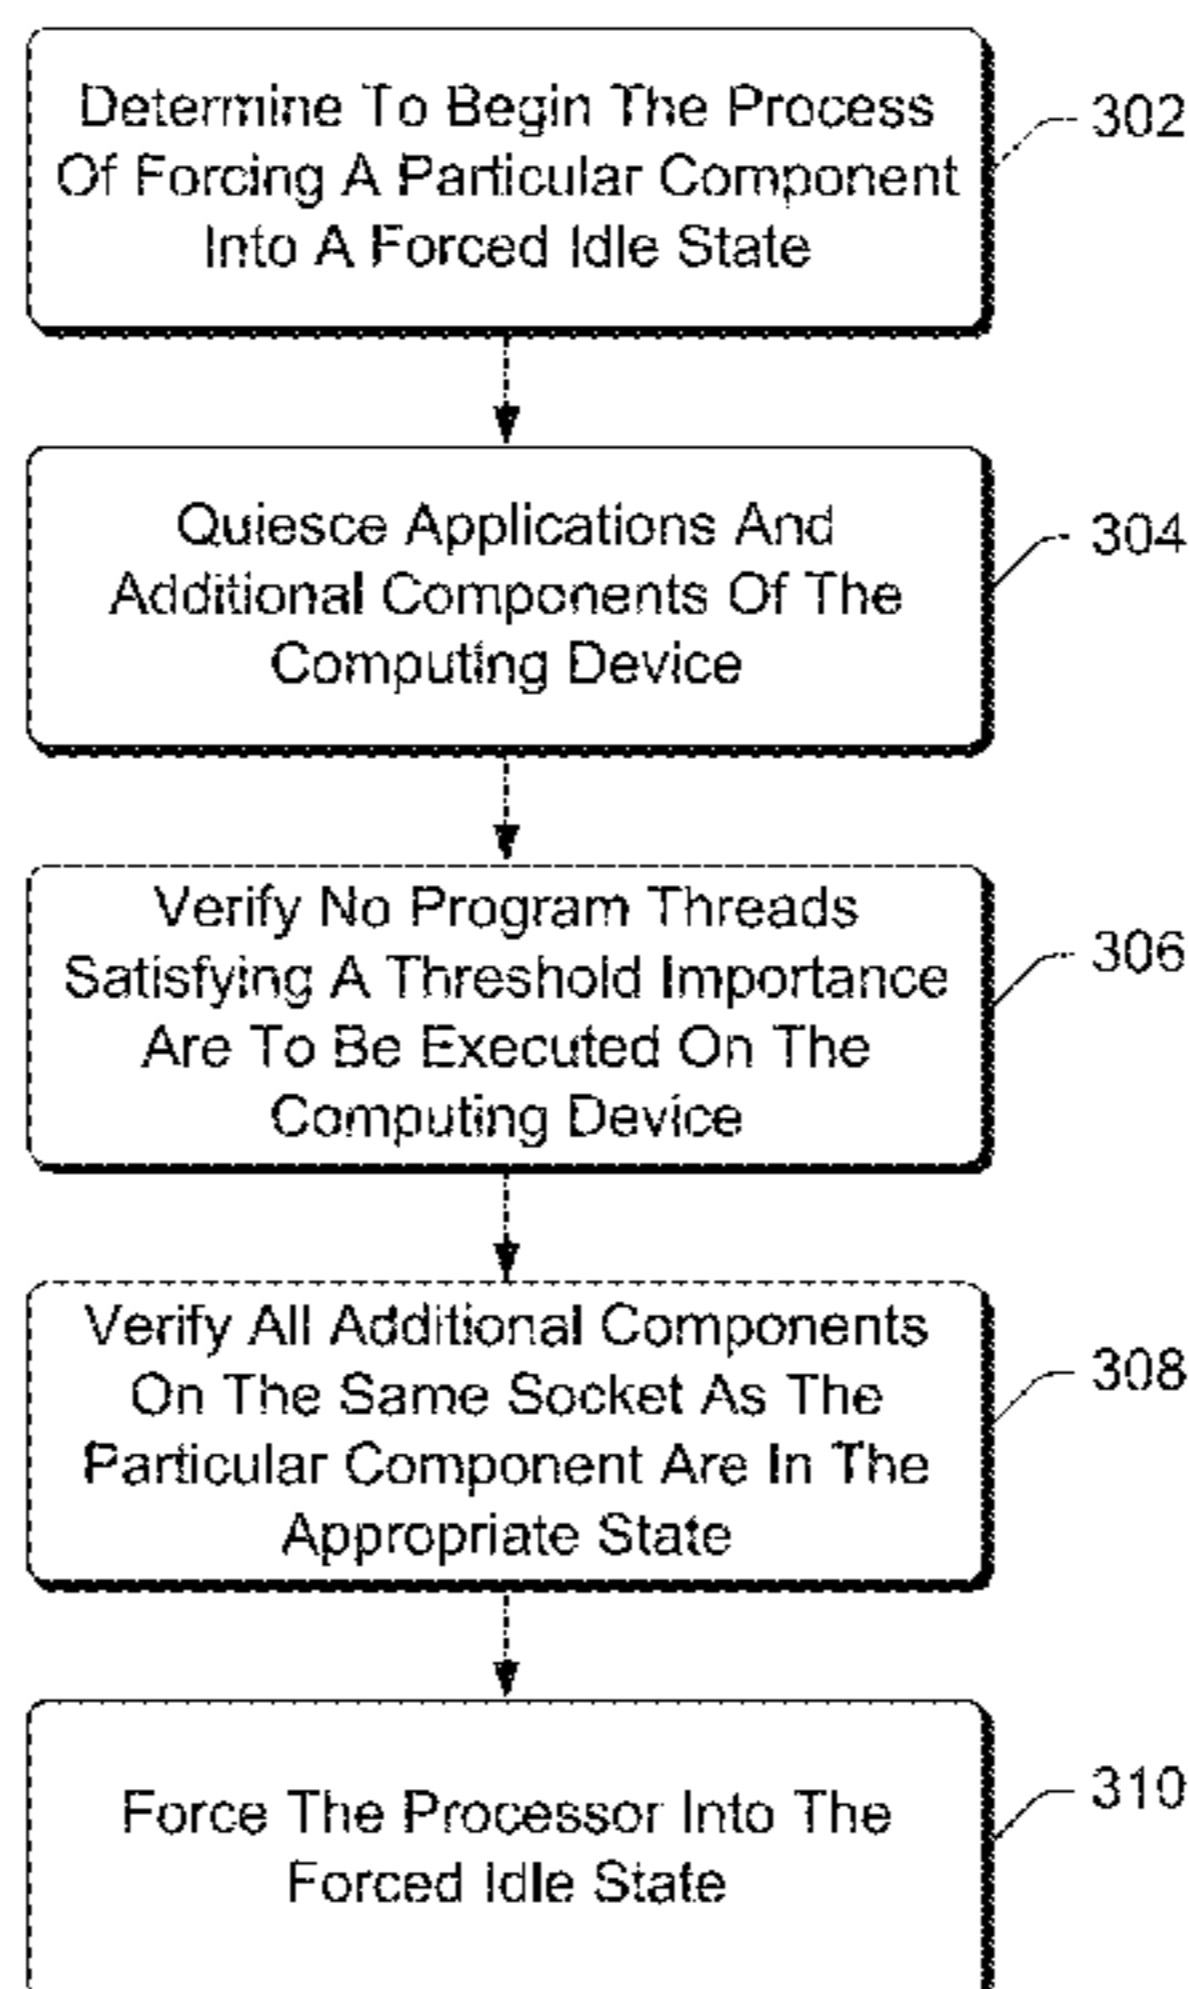 Determine To Begin The Process
Of Forcing A Particular Component
Into A Forced Idle State
302
Quiesce Applications And
Additional Components Of The
Computing Device
304
Verify No Program Threads
Satisfying A Threshold Importance
Are To Be Executed On The
Computing Device
306
Verify All Additional Components
On The Same Socket As The
Particular Component Are In The
Appropriate State
308
Force The Processor Into The
Forced Idle State
310